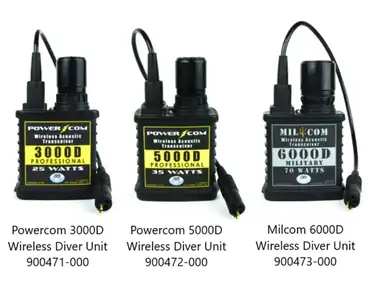 POWERCOM
Wireless Acoustic
Transceiver
3000D
PROFESSIONAL
25 WATTS
POWERCOM
Wireless Acoustic
Transceiver
5000D
PROFESSIONAL
35 WATTS
MILCOM
Wireless Acoustic
Transceiver
6000D
MILITARY
70 WATTS
Powercom 3000D
Wireless Diver Unit
900471-000
Powercom 5000D
Wireless Diver Unit
900472-000
Milcom 6000D
Wireless Diver Unit
900473-000